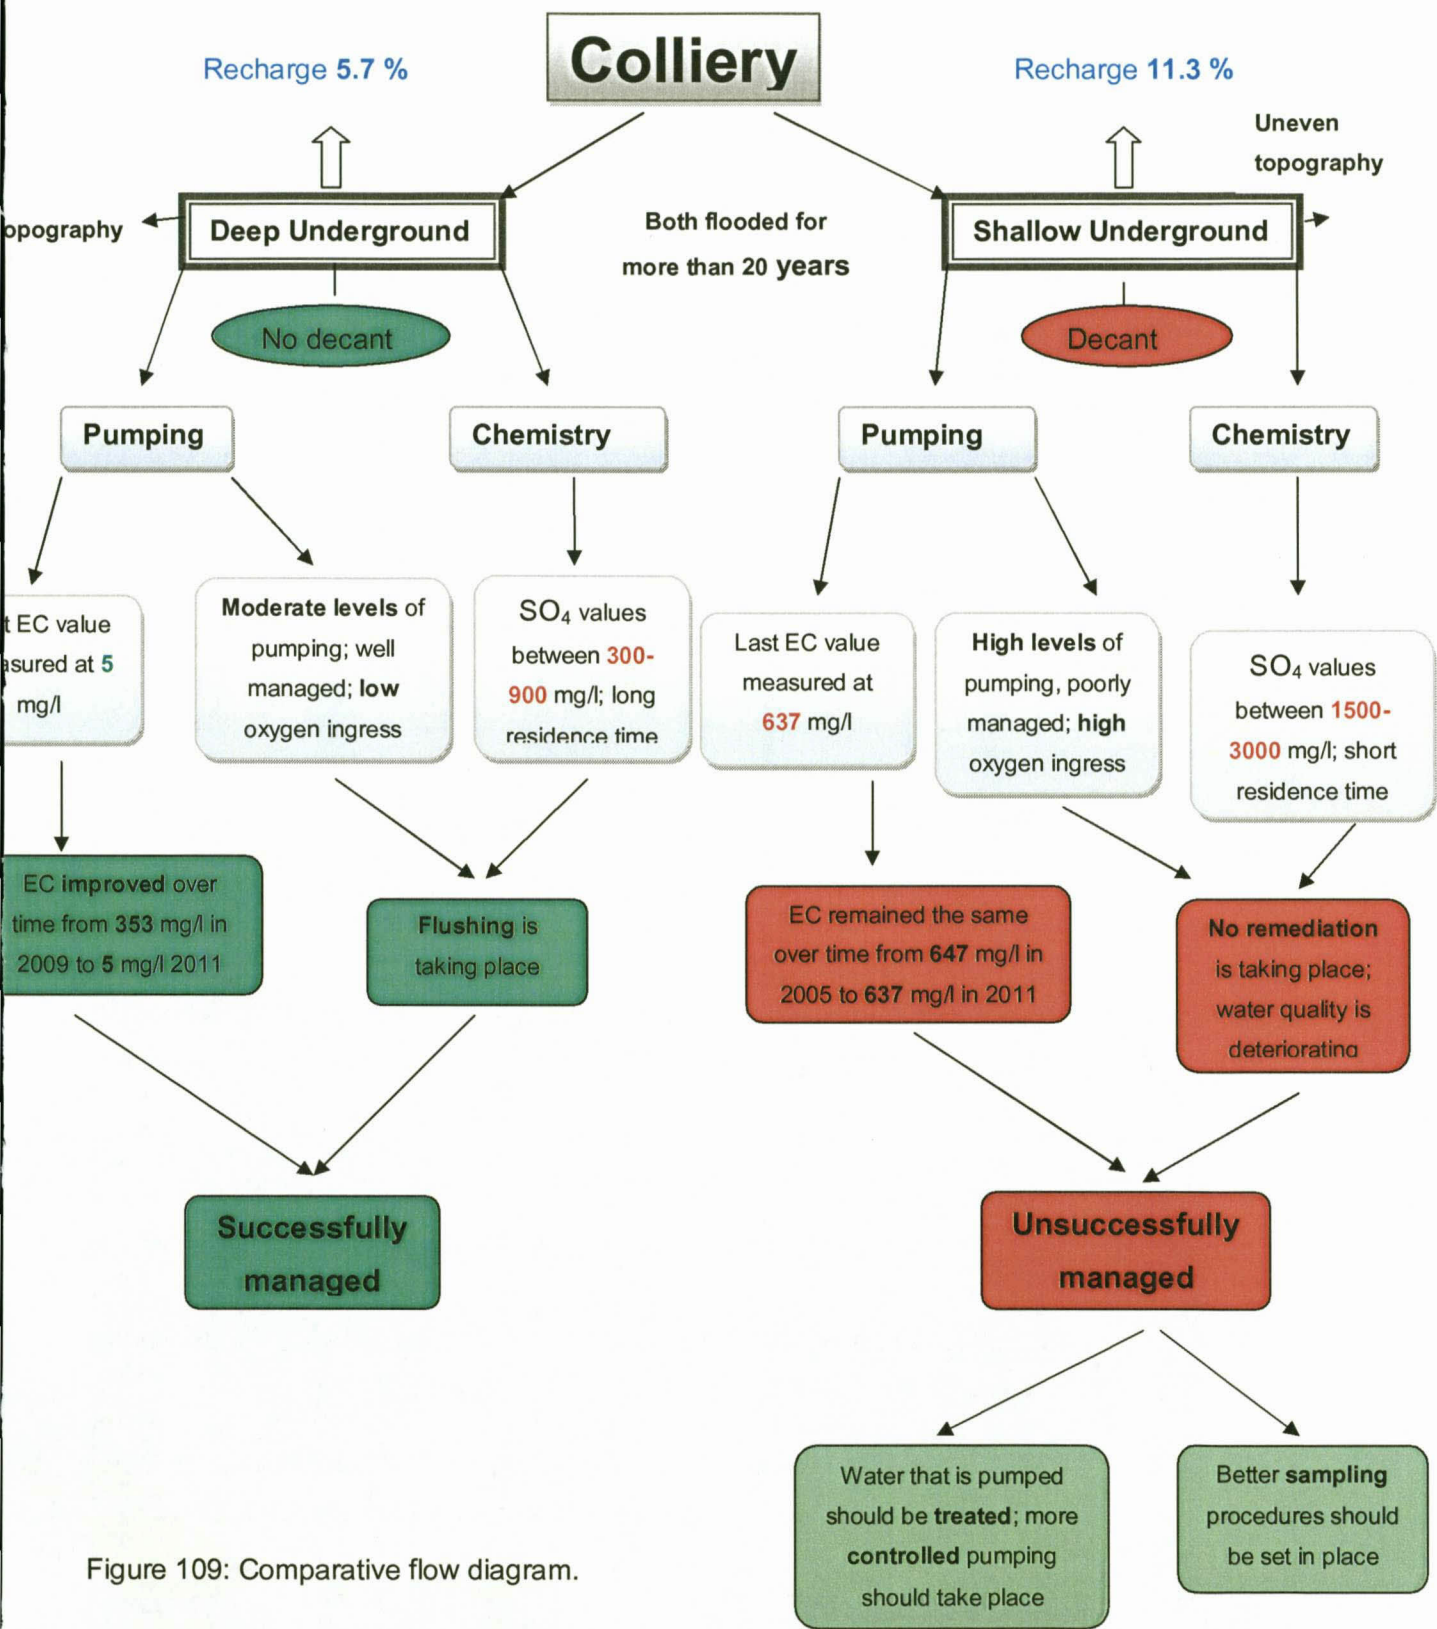 Colliery
Recharge 5.7 %
Recharge 11.3 %
Uneven
topography
opography
Deep Underground
Both flooded for
more than 20 years
Shallow Underground
No decant
Decant
Pumping
Chemistry
Pumping
Chemistry
t EC value
asured at 5
mg/l
Moderate levels of
pumping; well
managed; low
oxygen ingress
SO₄ values
between 300-
900 mg/l; long
residence time
Last EC value
measured at
637 mg/l
High levels of
pumping, poorly
managed; high
oxygen ingress
SO₄ values
between 1500-
3000 mg/l; short
residence time
EC improved over
time from 353 mg/l in
2009 to 5 mg/l 2011
Flushing is
taking place
EC remained the same
over time from 647 mg/l in
2005 to 637 mg/l in 2011
No remediation
is taking place;
water quality is
deteriorating
Successfully
managed
Unsuccessfully
managed
Water that is pumped
should be treated; more
controlled pumping
should take place
Better sampling
procedures should
be set in place
Figure 109: Comparative flow diagram.